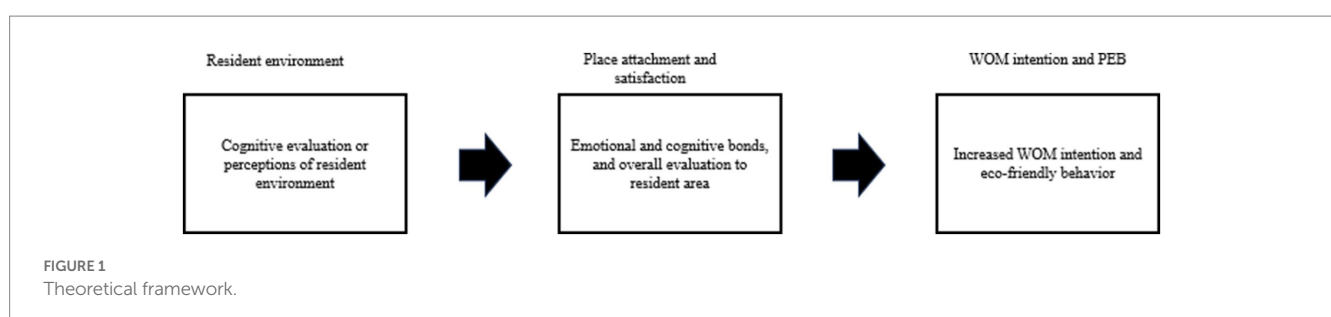 Resident environment
Place attachment and
satisfaction
WOM intention and PEB
Cognitive evaluation or
perceptions of resident
environment
Emotional and cognitive bonds,
and overall evaluation to
resident area
Increased WOM intention and
eco-friendly behavior
FIGURE 1
Theoretical framework.